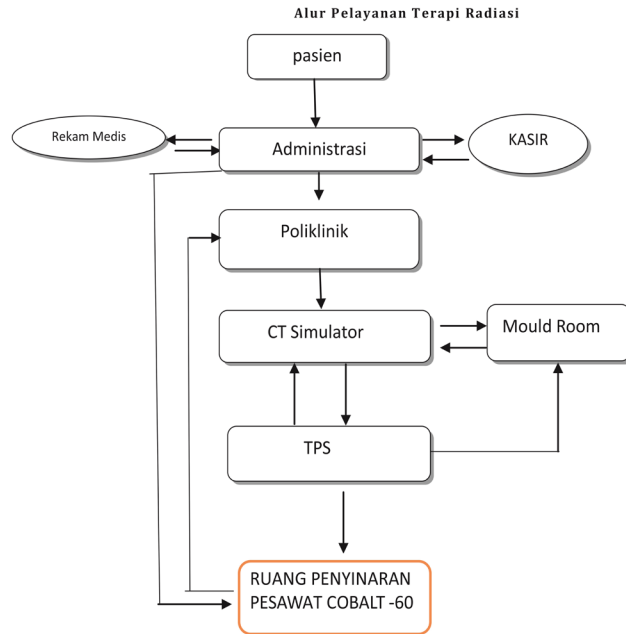 Alur Pelayanan Terapi Radiasi
pasien
Rekam Medis
Administrasi
KASIR
Poliklinik
CT Simulator
Mould Room
TPS
RUANG PENYINARAN
PESAWAT COBALT -60